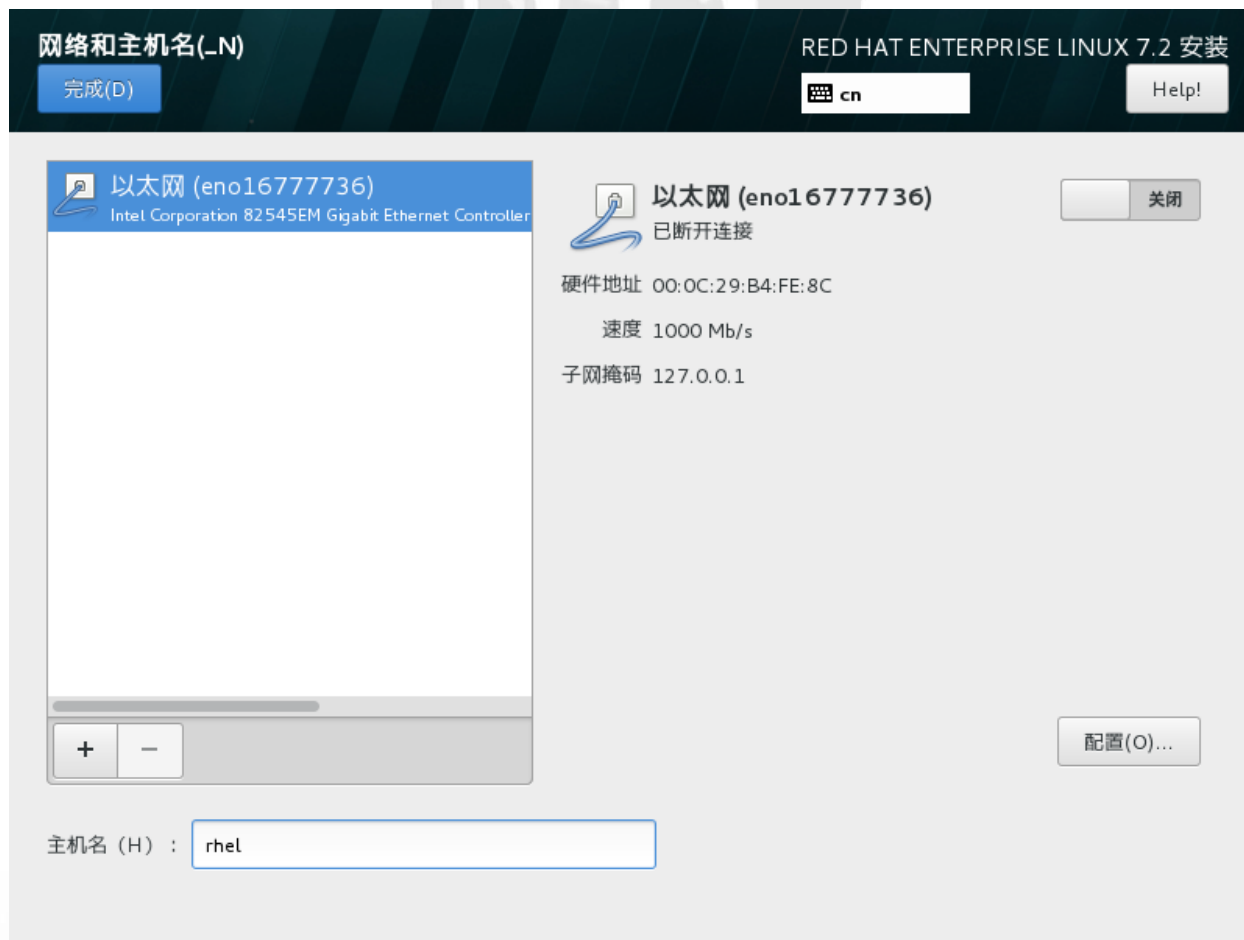 网络和主机名(_N)
完成(D)
RED HAT ENTERPRISE LINUX 7.2 安装
cn
Help!
以太网 (eno16777736)
Intel Corporation 82545EM Gigabit Ethernet Controller
以太网 (eno16777736)
已断开连接
关闭
硬件地址 00:0C:29:B4:FE:8C
速度 1000 Mb/s
子网掩码 127.0.0.1
+ −
配置(O)...
主机名（H）: rhel